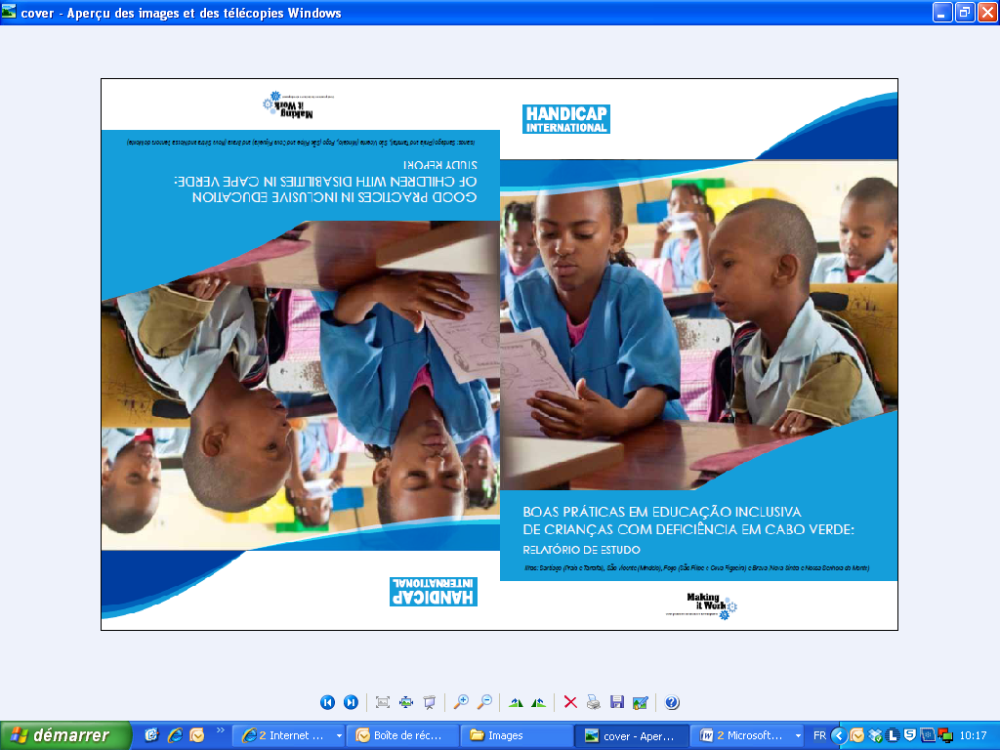 cover - Aperçu des images et des télécopies Windows
Making
it Work
Islands: Santiago (Praia and Tarrafal), São Vicente (Mindelo), Fogo (São Filipe and Cova Figueira) and Brava (Nova Sintra and Nossa Senhora do Monte)
STUDY REPORT
OF CHILDREN WITH DISABILITIES IN CAPE VERDE:
GOOD PRACTICES IN INCLUSIVE EDUCATION
HANDICAP
INTERNATIONAL
HANDICAP
INTERNATIONAL
BOAS PRÁTICAS EM EDUCAÇÃO INCLUSIVA
DE CRIANÇAS COM DEFICIÊNCIA EM CABO VERDE:
RELATÓRIO DE ESTUDO
Ilhas: Santiago (Praia e Tarrafal), São Vicente (Mindelo), Fogo (São Filipe e Cova Figueira) e Brava (Nova Sintra e Nossa Senhora do Monte)
Making
it Work
démarrer
2 Internet ...
Boîte de réc...
Images
cover - Aper...
2 Microsoft...
FR
10:17